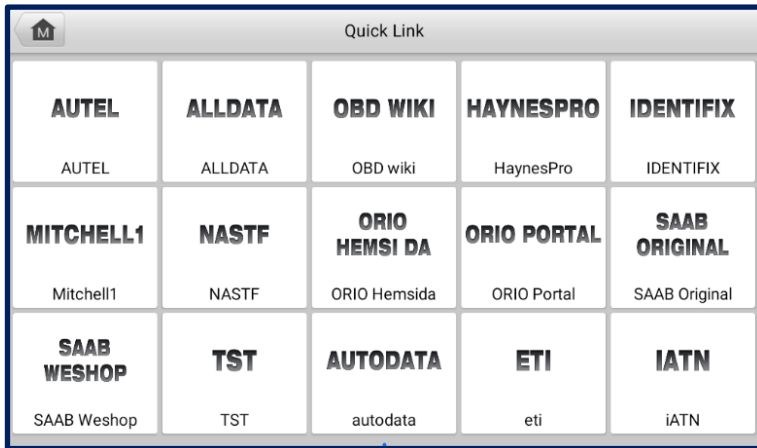 M
Quick Link
AUTEL
ALLDATA
OBD WIKI
HAYNESPRO
IDENTIFIX
AUTEL
ALLDATA
OBD wiki
HaynesPro
IDENTIFIX
MITCHELL1
NASTF
ORIO
HEMSI DA
ORIO PORTAL
SAAB
ORIGINAL
Mitchell1
NASTF
ORIO Hemsida
ORIO Portal
SAAB Original
SAAB
WESHOP
TST
AUTODATA
ETI
IATN
SAAB Weshop
TST
autodata
eti
iATN